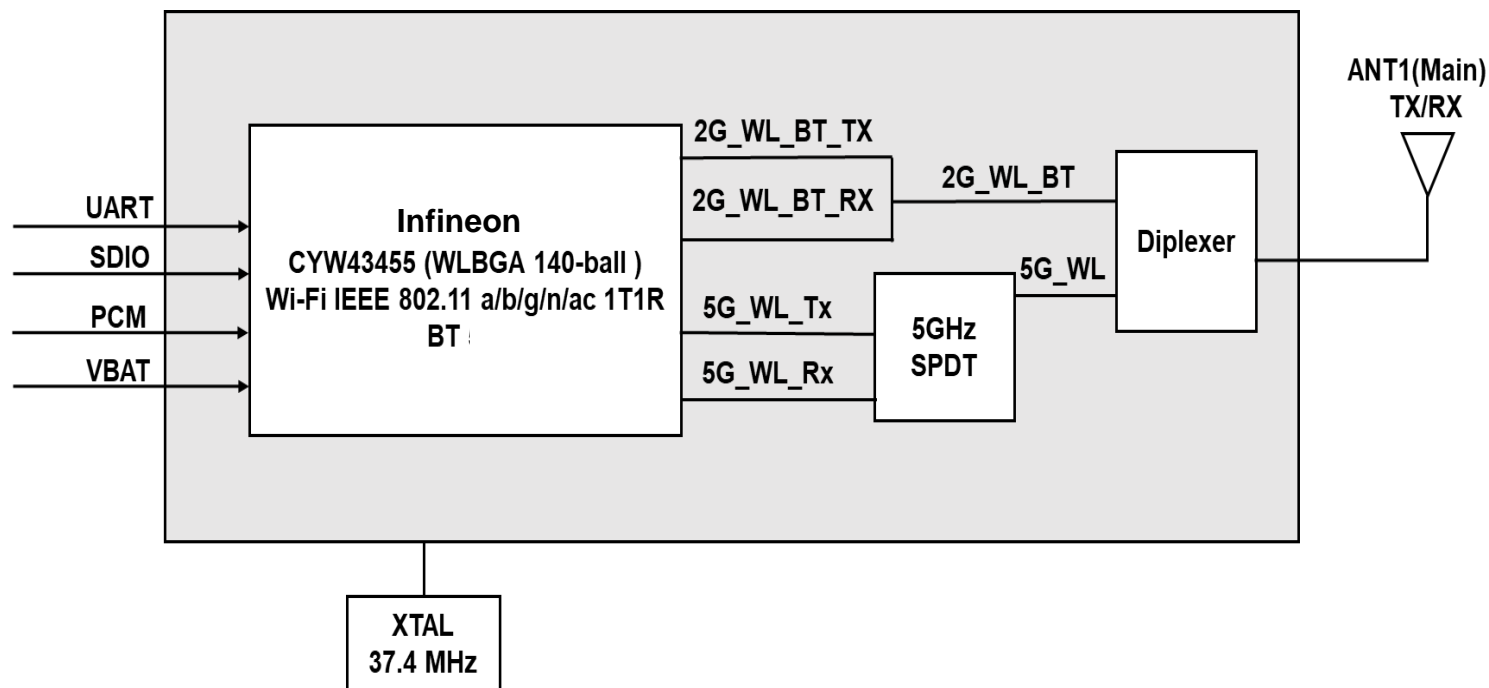 ANT1(Main)
TX/RX
2G_WL_BT_TX
2G_WL_BT_RX
2G_WL_BT
UART
SDIO
PCM
VBAT
Infineon
CYW43455 (WLBGA 140-ball )
Wi-Fi IEEE 802.11 a/b/g/n/ac 1T1R
BT
Diplexer
5G_WL
5G_WL_Tx
5G_WL_Rx
5GHz
SPDT
XTAL
37.4 MHz